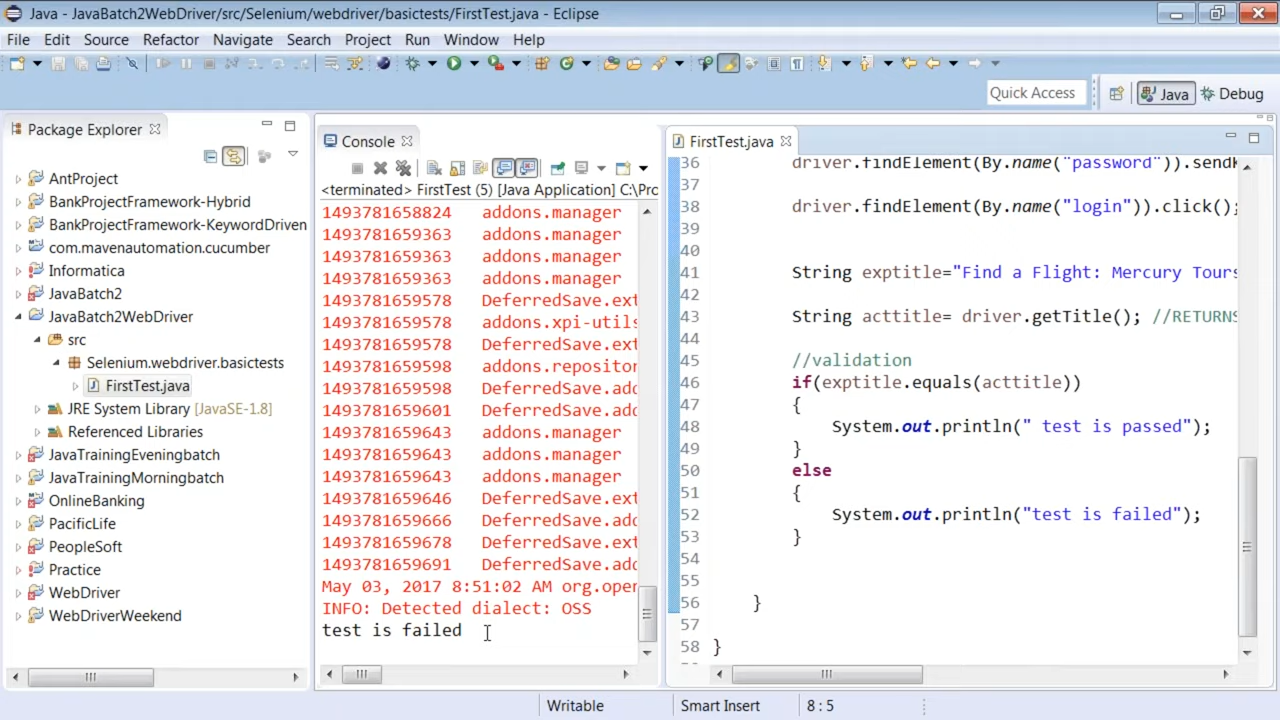 Java - JavaBatch2WebDriver/src/Selenium/webdriver/basictests/FirstTest.java - Eclipse
File Edit Source Refactor Navigate Search Project Run Window Help
Quick Access Java Debug
Package Explorer
AntProject
BankProjectFramework-Hybrid
BankProjectFramework-KeywordDriven
com.mavenautomation.cucumber
Informatica
JavaBatch2
JavaBatch2WebDriver
src
Selenium.webdriver.basictests
FirstTest.java
JRE System Library [JavaSE-1.8]
Referenced Libraries
JavaTrainingEveningbatch
JavaTrainingMorningbatch
OnlineBanking
PacificLife
PeopleSoft
Practice
WebDriver
WebDriverWeekend
Console
<terminated> FirstTest (5) [Java Application] C:\Pro
1493781658824 addons.manager
1493781659363 addons.manager
1493781659363 addons.manager
1493781659363 addons.manager
1493781659578 DeferredSave.ext
1493781659578 addons.xpi-utils
1493781659578 DeferredSave.ext
1493781659598 addons.repositor
1493781659598 DeferredSave.add
1493781659601 DeferredSave.add
1493781659643 addons.manager
1493781659643 addons.manager
1493781659643 addons.manager
1493781659646 DeferredSave.ext
1493781659666 DeferredSave.add
1493781659678 DeferredSave.ext
1493781659691 DeferredSave.add
May 03, 2017 8:51:02 AM org.oper
INFO: Detected dialect: OSS
test is failed
FirstTest.java
36 driver.findElement(By.name("password")).sendK
37
38 driver.findElement(By.name("login")).click();
39
40
41 String exptitle="Find a Flight: Mercury Tours
42
43 String acttitle= driver.getTitle(); //RETURNS
44
45 //validation
46 if(exptitle.equals(acttitle))
47 {
48 System.out.println(" test is passed");
49 }
50 else
51 {
52 System.out.println("test is failed");
53 }
54
55
56 }
57
58 }
Writable Smart Insert 8 : 5